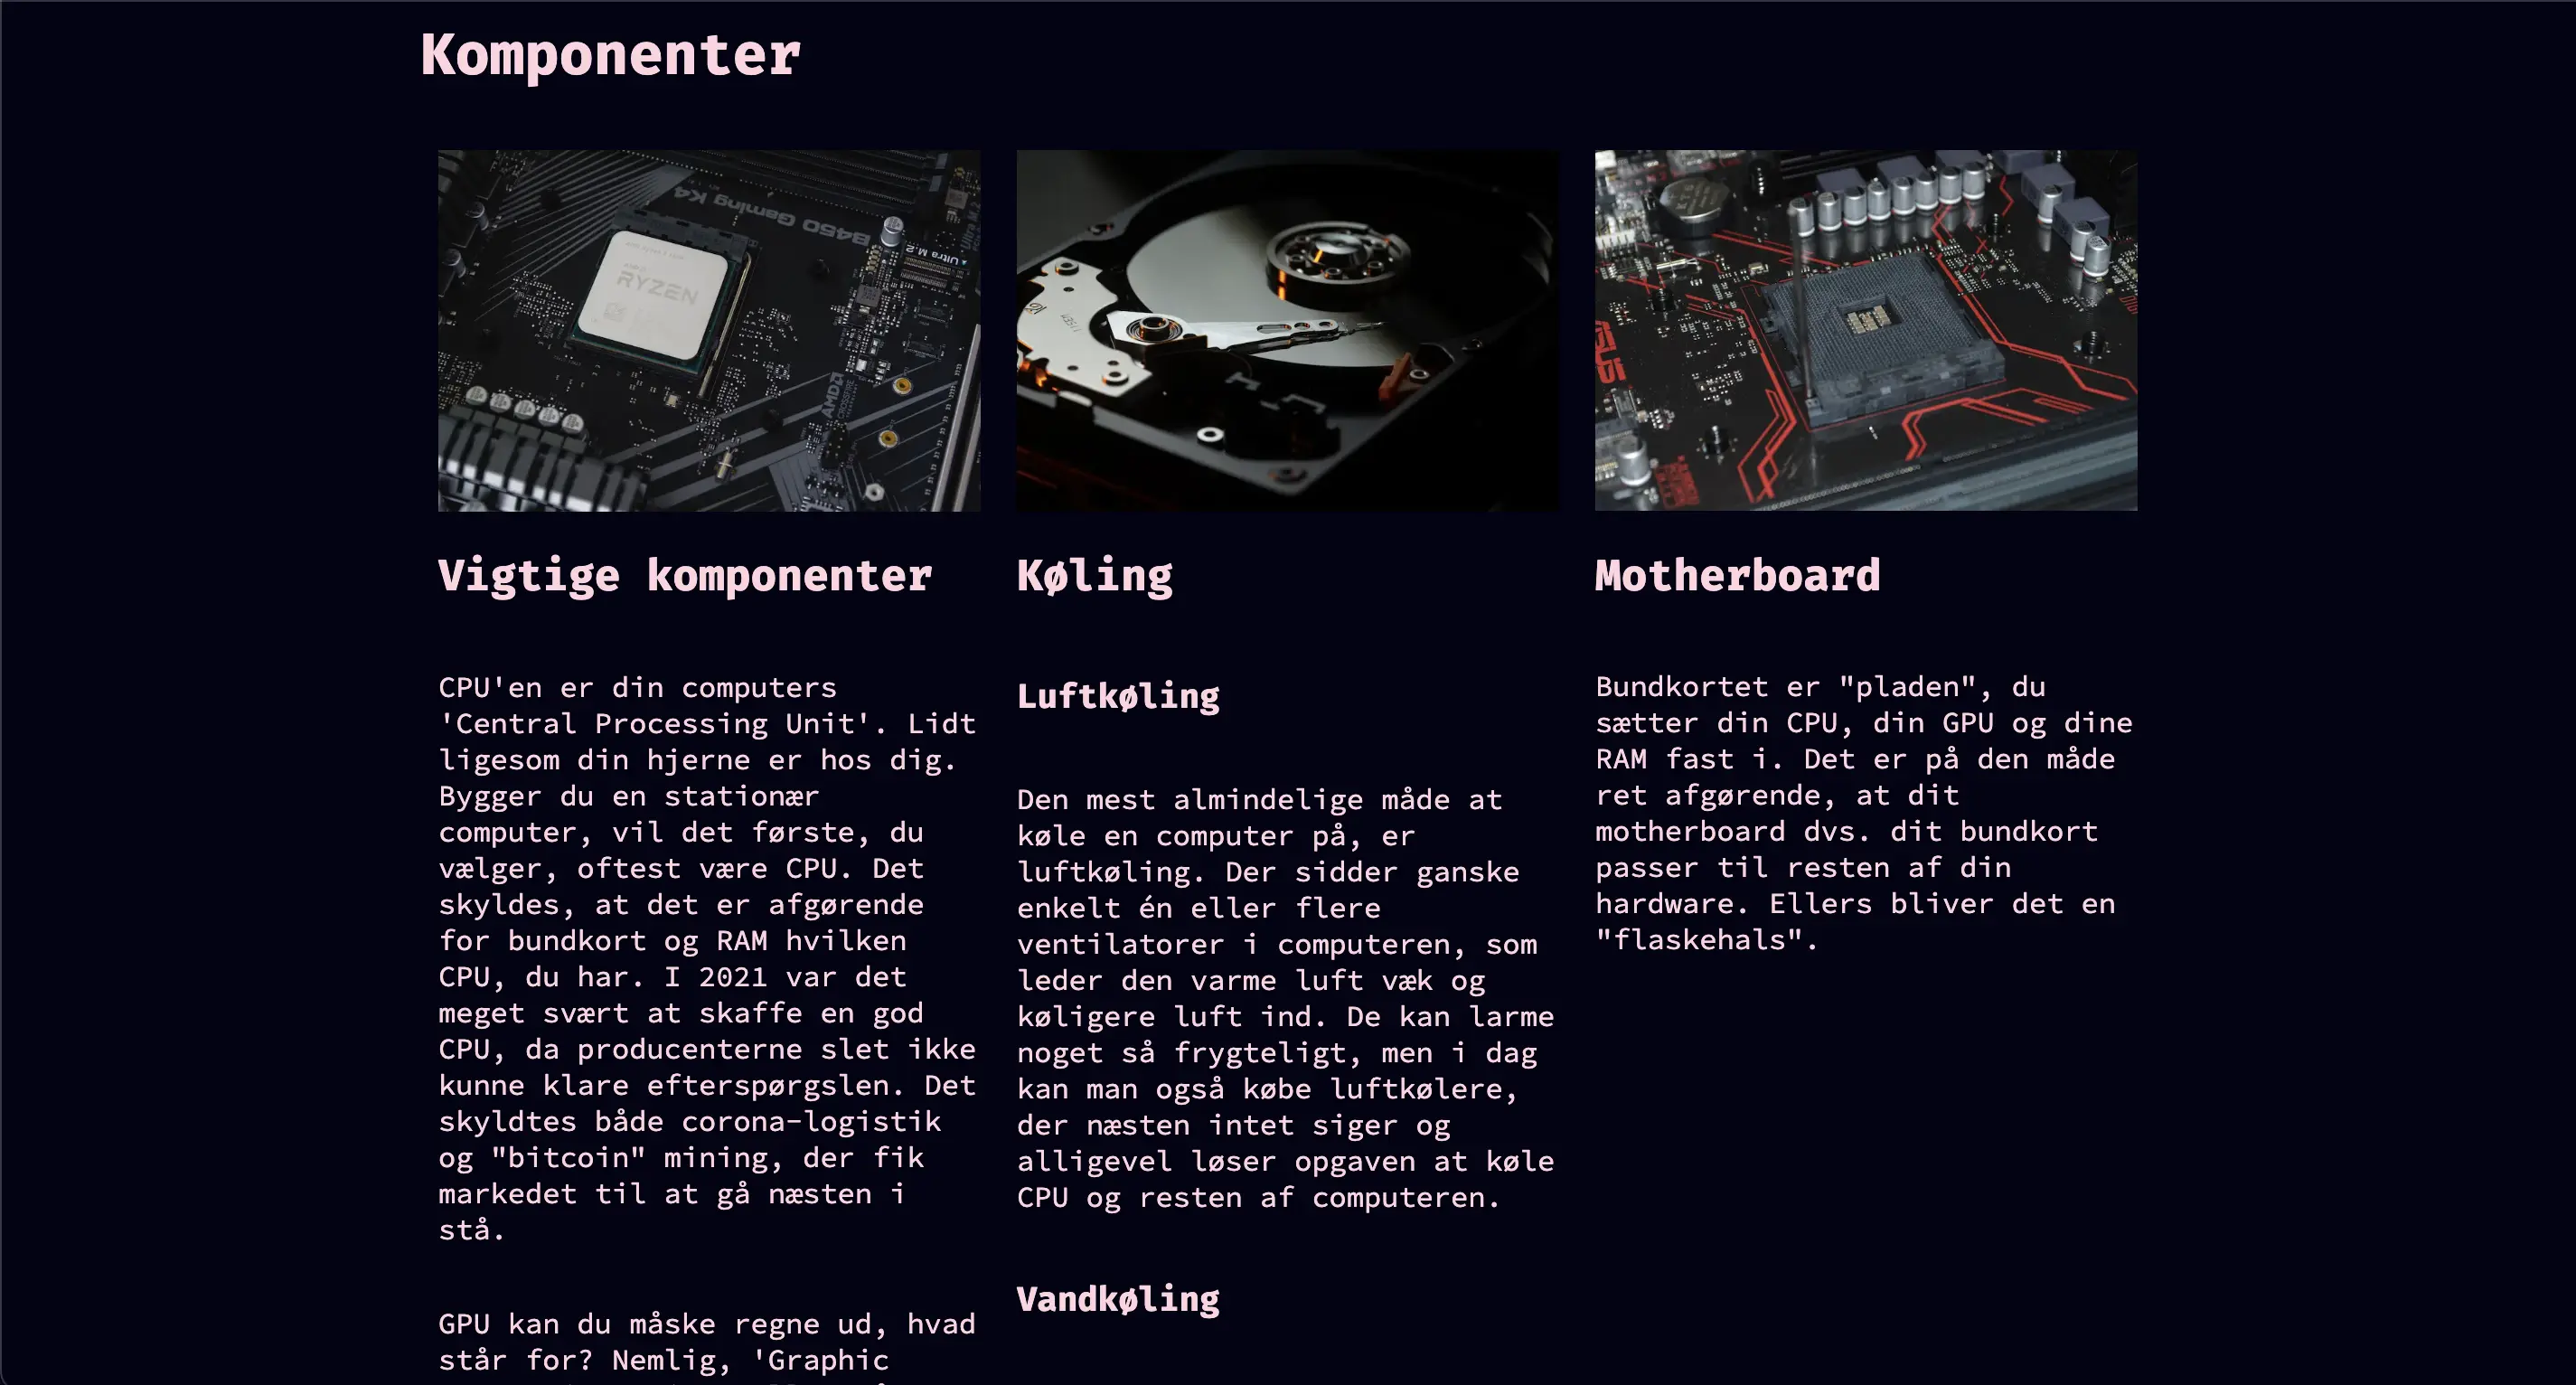 Komponenter
B450 Gaming K4
Ultra M.2
AMD
RYZEN
AMD
CROSSFIRE
Vigtige komponenter
CPU'en er din computers
'Central Processing Unit'. Lidt
ligesom din hjerne er hos dig.
Bygger du en stationær
computer, vil det første, du
vælger, oftest være CPU. Det
skyldes, at det er afgørende
for bundkort og RAM hvilken
CPU, du har. I 2021 var det
meget svært at skaffe en god
CPU, da producenterne slet ikke
kunne klare efterspørgslen. Det
skyldtes både corona-logistik
og "bitcoin" mining, der fik
markedet til at gå næsten i
stå.
GPU kan du måske regne ud, hvad
står for? Nemlig, 'Graphic
Køling
Luftkøling
Den mest almindelige måde at
køle en computer på, er
luftkøling. Der sidder ganske
enkelt én eller flere
ventilatorer i computeren, som
leder den varme luft væk og
køligere luft ind. De kan larme
noget så frygteligt, men i dag
kan man også købe luftkølere,
der næsten intet siger og
alligevel løser opgaven at køle
CPU og resten af computeren.
Vandkøling
Motherboard
Bundkortet er "pladen", du
sætter din CPU, din GPU og dine
RAM fast i. Det er på den måde
ret afgørende, at dit
motherboard dvs. dit bundkort
passer til resten af din
hardware. Ellers bliver det en
"flaskehals".